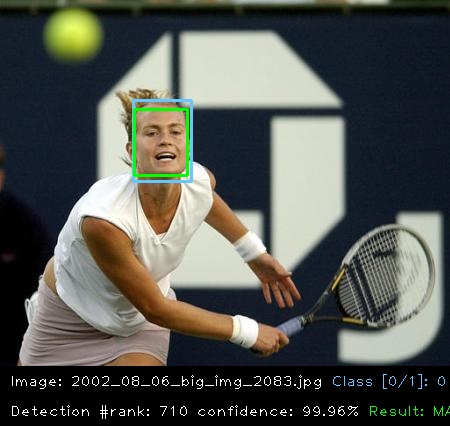 Image: 2002_08_06_big_img_2083.jpg Class [0/1]: 0
Detection #rank: 710 confidence: 99.96% Result: MA